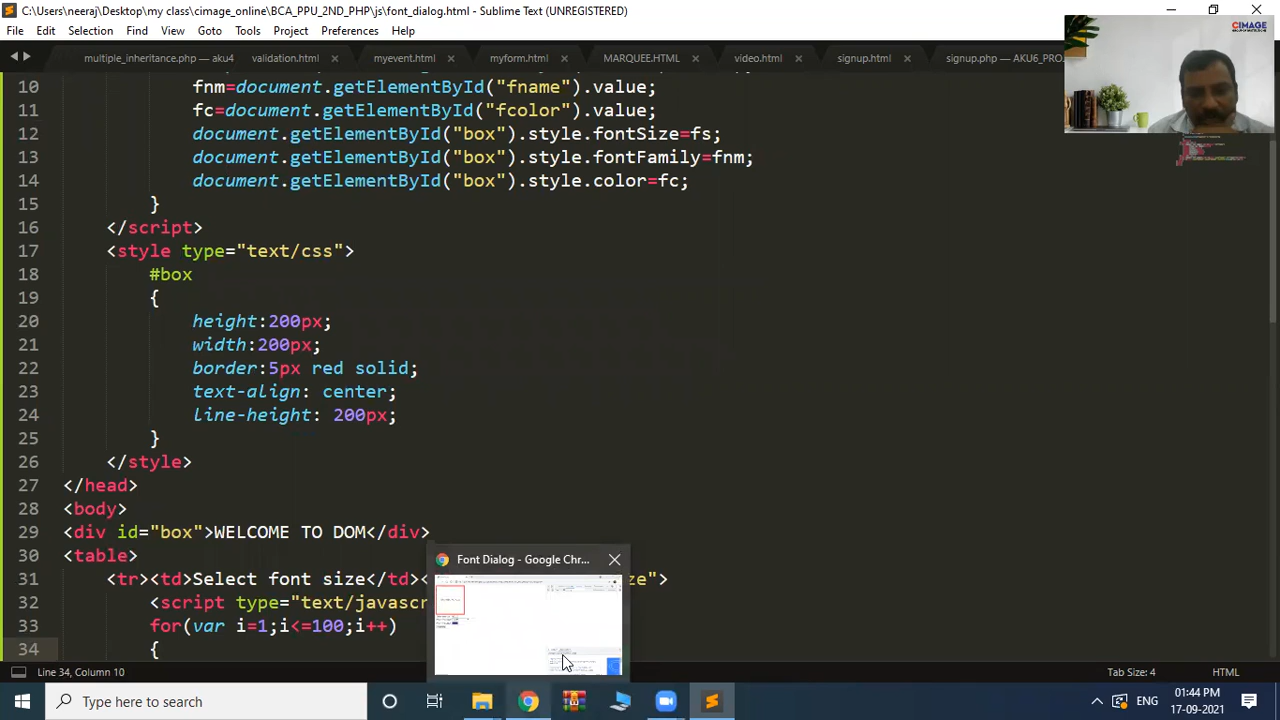 C:\Users\neeraj\Desktop\my class\cimage_online\BCA_PPU_2ND_PHP\js\font_dialog.html - Sublime Text (UNREGISTERED)
File Edit Selection Find View Goto Tools Project Preferences Help
multiple_inheritance.php — aku4 validation.html myevent.html myform.html MARQUEE.HTML video.html signup.html signup.php — AKU6_PRO
CIMAGE
10 fnm=document.getElementById("fname").value;
11 fc=document.getElementById("fcolor").value;
12 document.getElementById("box").style.fontSize=fs;
13 document.getElementById("box").style.fontFamily=fnm;
14 document.getElementById("box").style.color=fc;
15 }
16 </script>
17 <style type="text/css">
18 #box
19 {
20 height:200px;
21 width:200px;
22 border:5px red solid;
23 text-align: center;
24 line-height: 200px;
25 }
26 </style>
27 </head>
28 <body>
29 <div id="box">WELCOME TO DOM</div>
30 <table>
31 <tr><td>Select font size</td><
32 <script type="text/javascr
33 for(var i=1;i<=100;i++)
34 {
Font Dialog - Google Chr...
Line 34, Column 10
Tab Size: 4
HTML
Type here to search
ENG
01:44 PM
17-09-2021